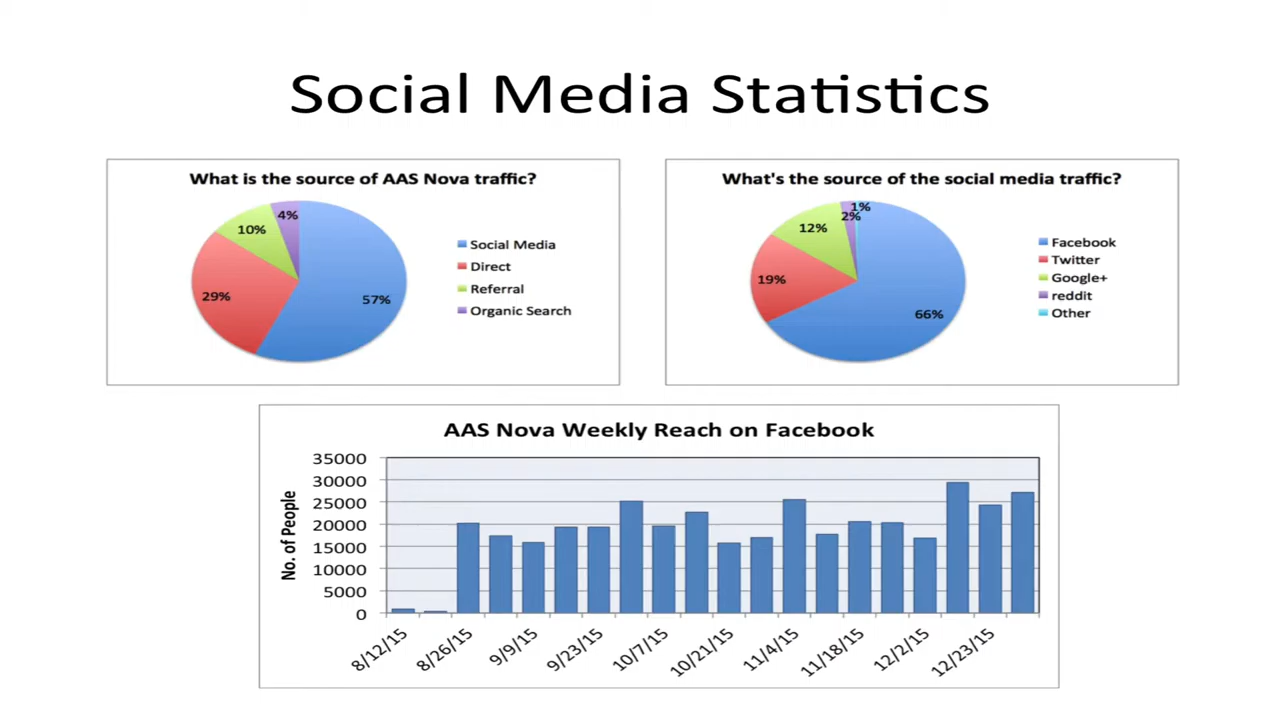 Social Media Statistics
What is the source of AAS Nova traffic?
4%
10%
29%
57%
Social Media
Direct
Referral
Organic Search
What's the source of the social media traffic?
1%
2%
12%
19%
66%
Facebook
Twitter
Google+
reddit
Other
AAS Nova Weekly Reach on Facebook
No. of People
35000
30000
25000
20000
15000
10000
5000
0
8/12/15
8/26/15
9/9/15
9/23/15
10/7/15
10/21/15
11/4/15
11/18/15
12/2/15
12/23/15